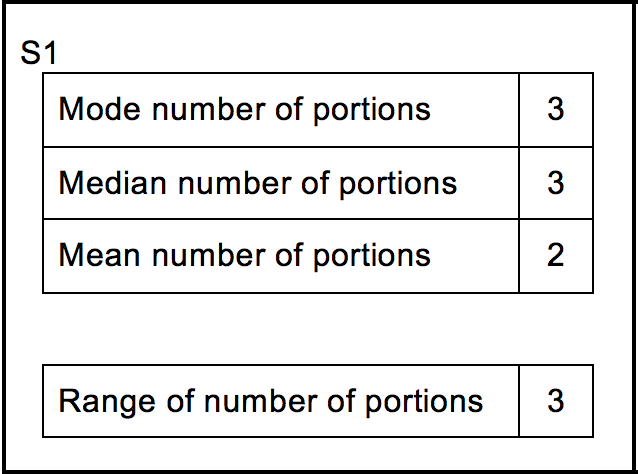 S1
Mode number of portions 3
Median number of portions 3
Mean number of portions 2
Range of number of portions 3